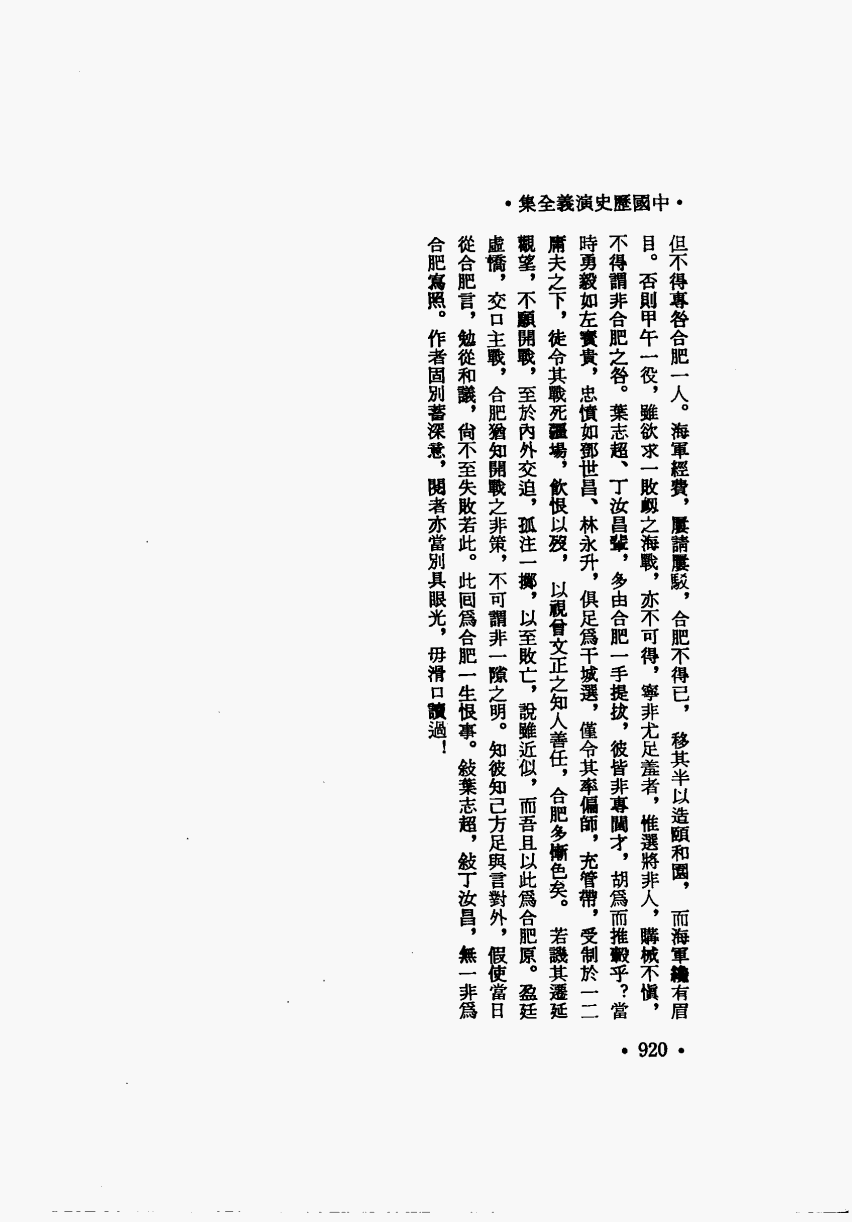 •中國歷史演義全集•
但不得專咎合肥一人。海軍經費，屢請屢駁，合肥不得已，移其半以造頤和園，而海軍纔有眉
目。否則甲午一役，雖欲求一敗衂之海戰，亦不可得，寧非尤足羞者，惟選將非人，購械不慎，
不得謂非合肥之咎。葉志超、丁汝昌輩，多由合肥一手提拔，彼皆非專閫才，胡爲而推轂乎？當
時勇毅如左寶貴，忠憤如鄧世昌、林永升，俱足爲干城選，僅令其率偏師，充管帶，受制於一二
庸夫之下，徒令其戰死疆場，飲恨以歿，以視曾文正之知人善任，合肥多慚色矣。若譏其遷延
觀望，不願開戰，至於內外交迫，孤注一擲，以至敗亡，說雖近似，而吾且以此爲合肥原。盈廷
虛憍，交口主戰，合肥猶知開戰之非策，不可謂非一隙之明。知彼知己方足與言對外，假使當日
從合肥言，勉從和議，尙不至失敗若此。此回爲合肥一生恨事。敍葉志超，敍丁汝昌，無一非爲
合肥寫照。作者固別蓄深意，閱者亦當別具眼光，毋滑口讀過！
•920•